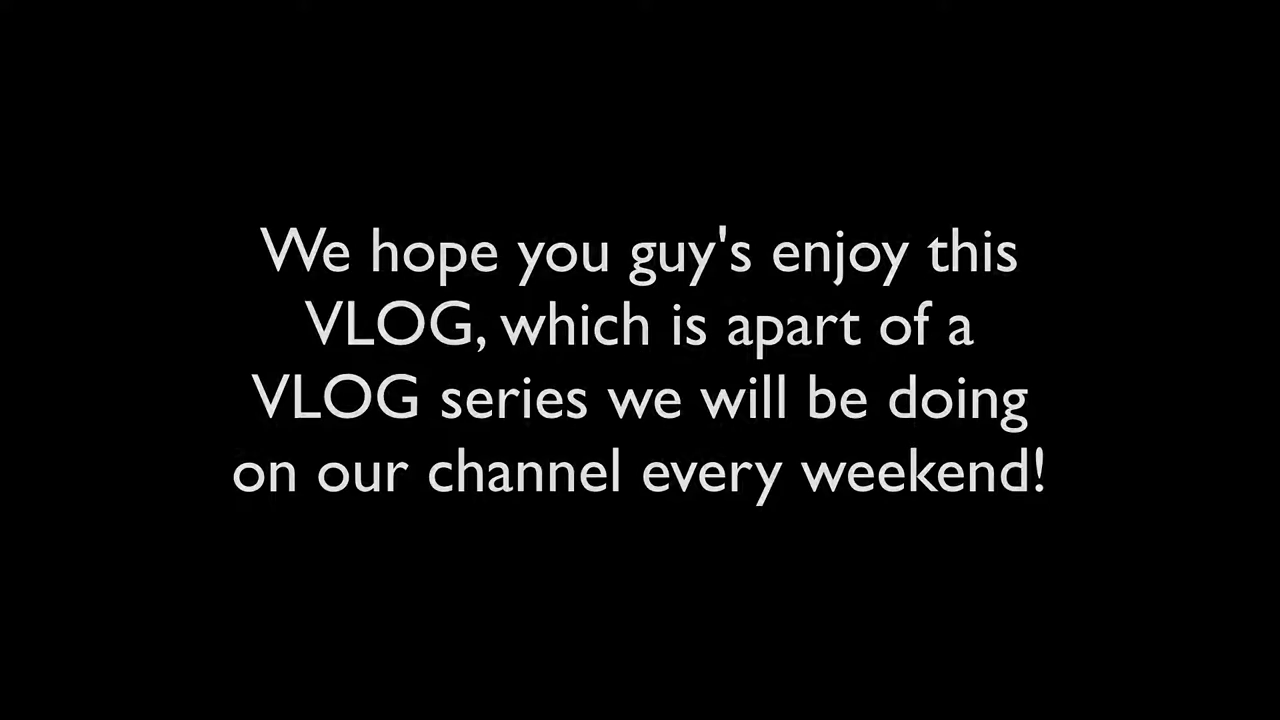 We hope you guy's enjoy this
VLOG, which is apart of a
VLOG series we will be doing
on our channel every weekend!